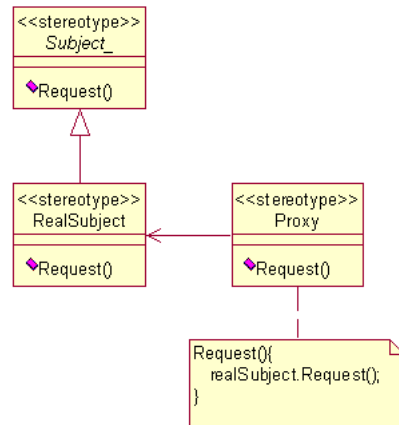 <<stereotype>>
Subject_
Request()
<<stereotype>>
RealSubject
Request()
<<stereotype>>
Proxy
Request()
Request(){
realSubject.Request();
}